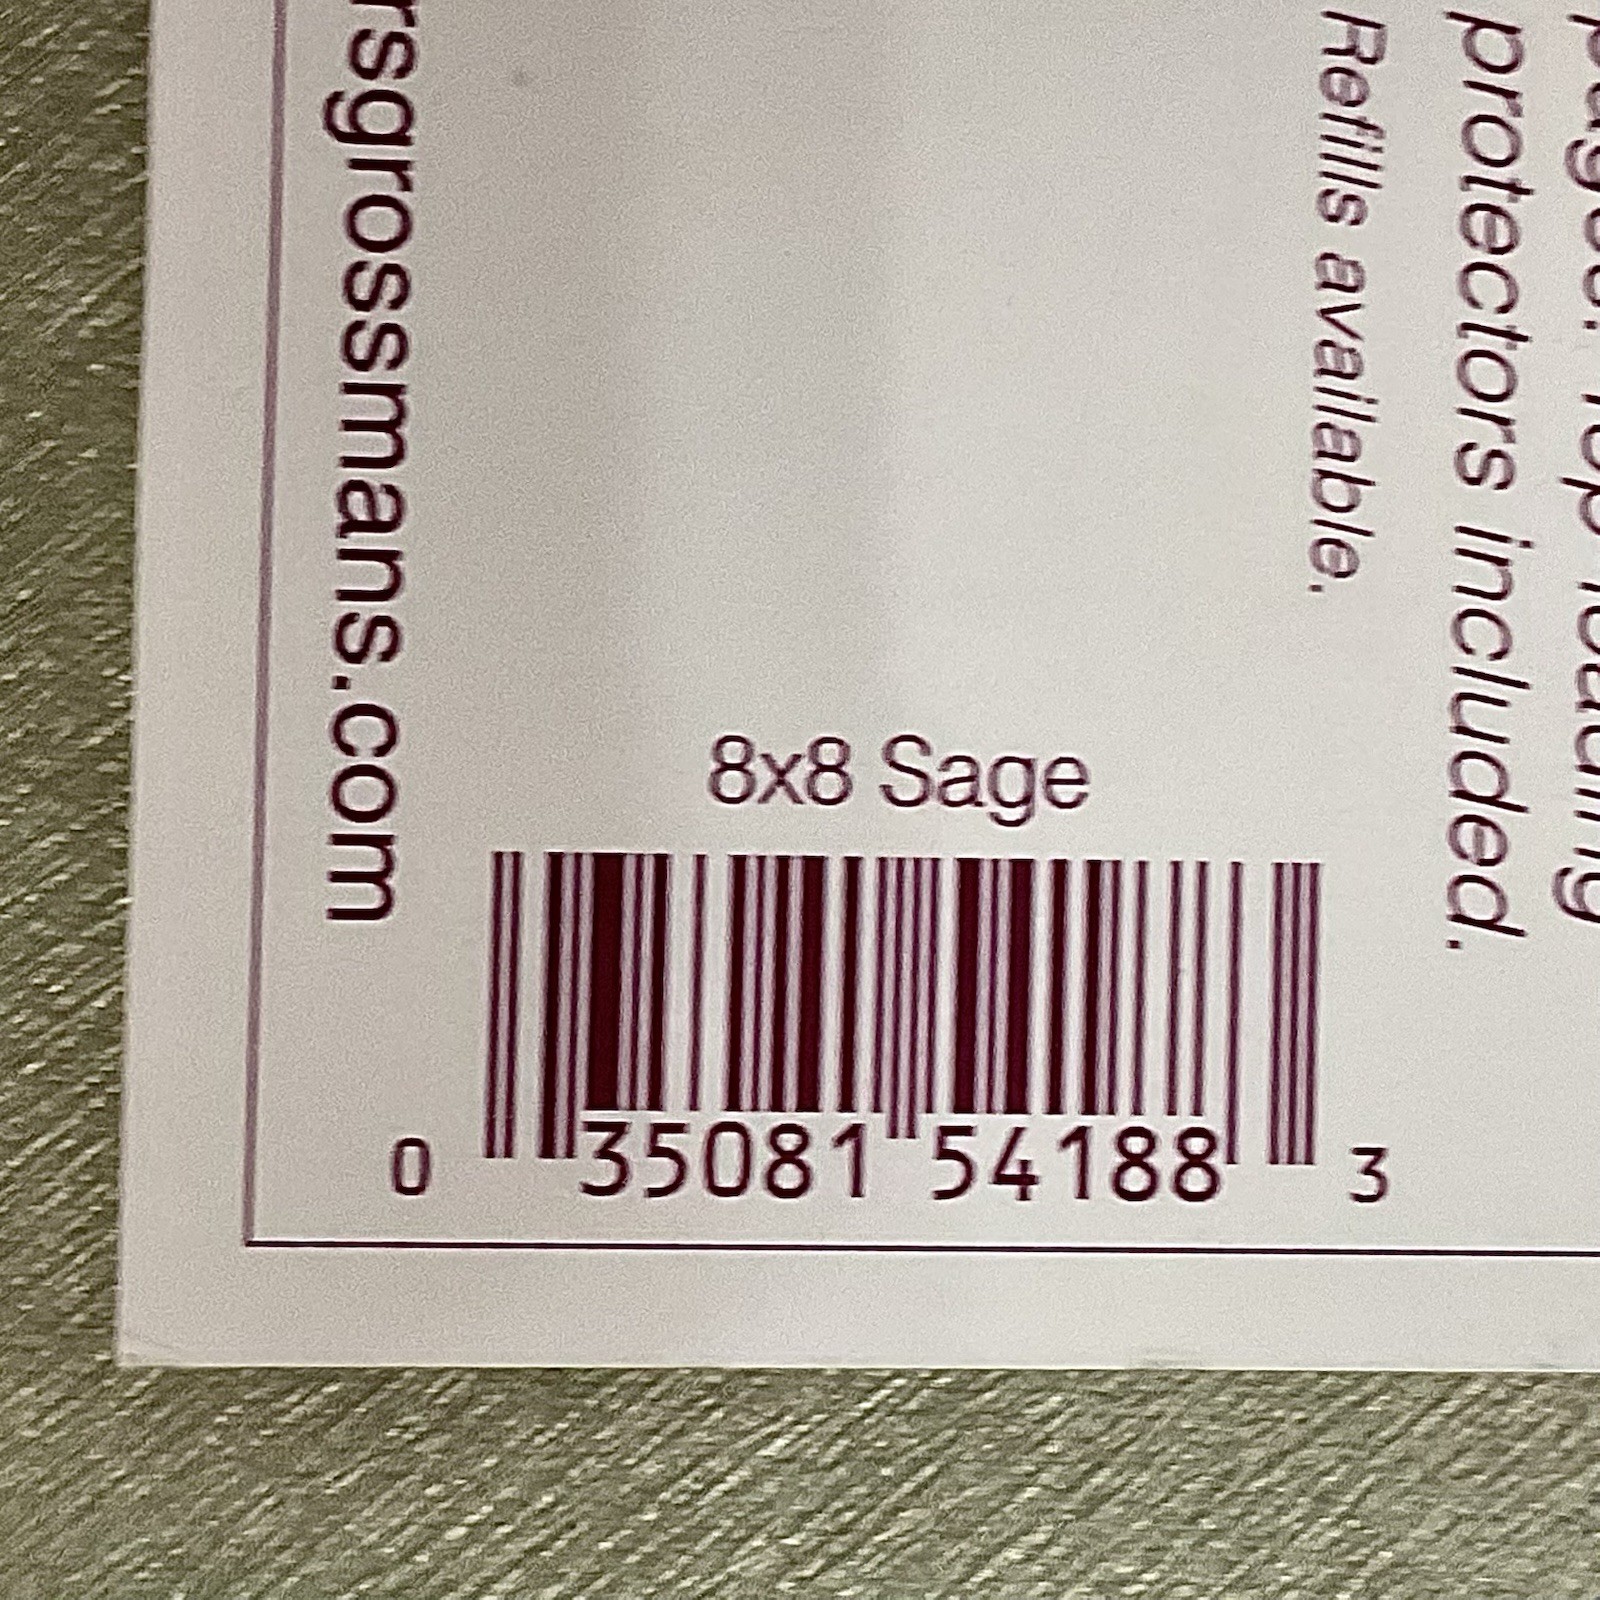 rsgrossmans.com
Refills available.
protectors included.
8x8 Sage
0 35081 54188 3